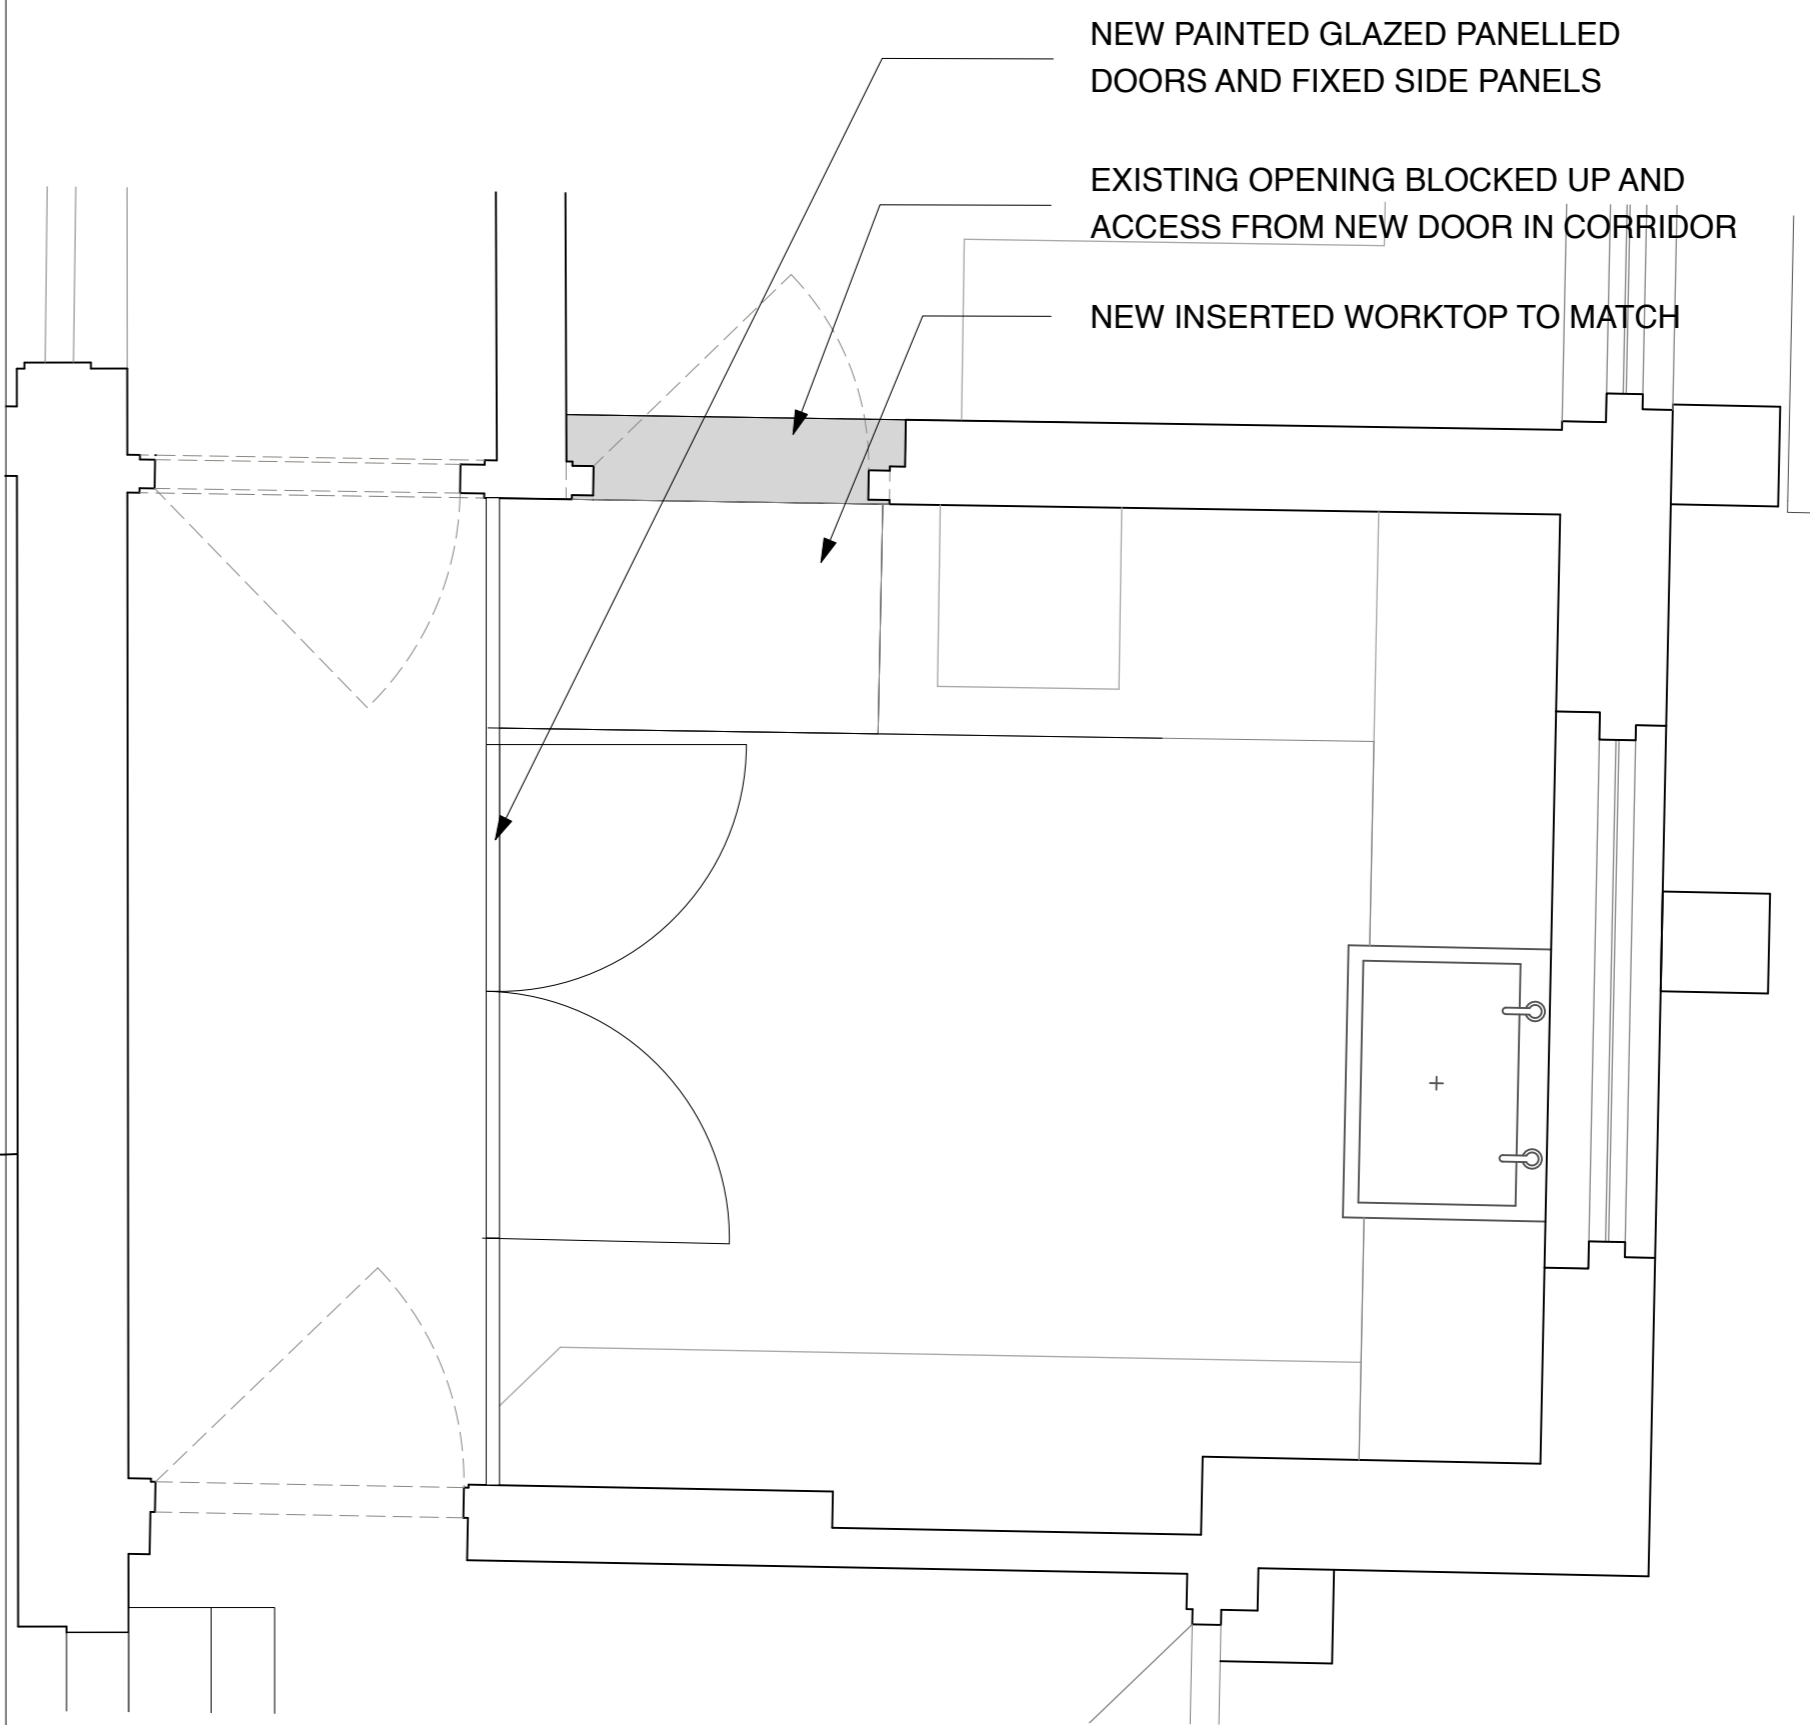 NEW PAINTED GLAZED PANELLED
DOORS AND FIXED SIDE PANELS
EXISTING OPENING BLOCKED UP AND
ACCESS FROM NEW DOOR IN CORRIDOR
NEW INSERTED WORKTOP TO MATCH